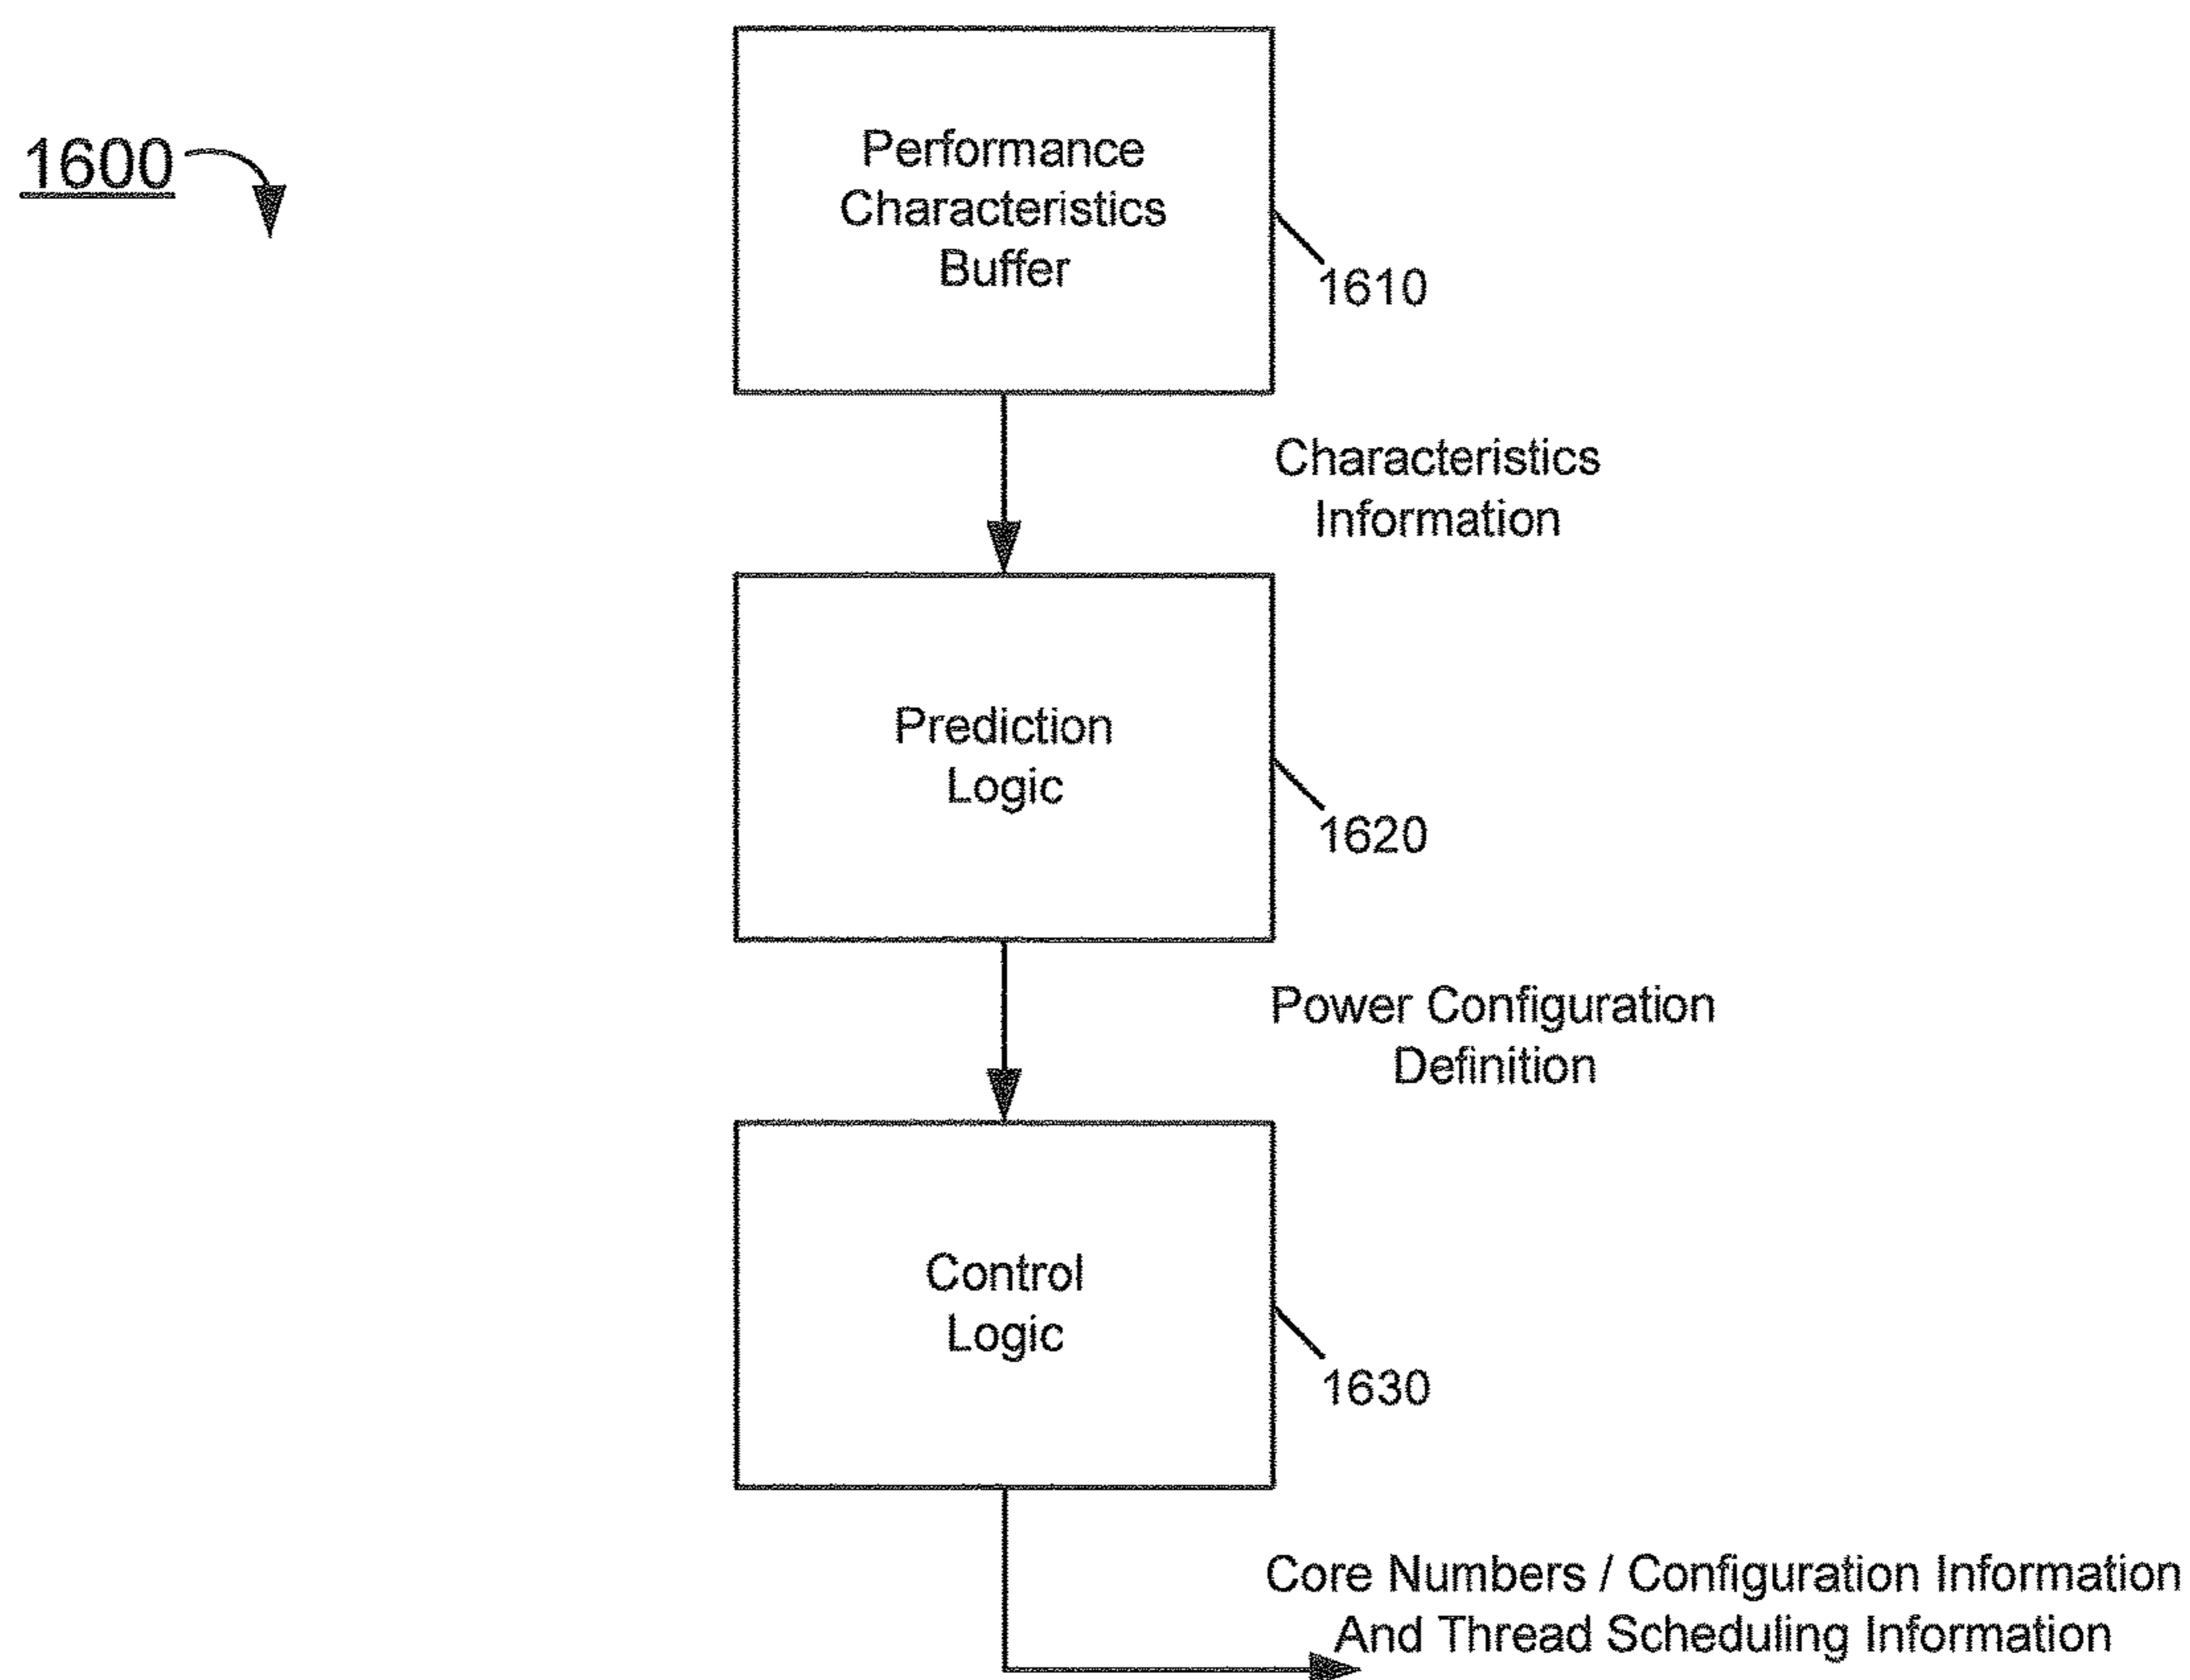 1600
Performance
Characteristics
Buffer
1610
Characteristics
Information
Prediction
Logic
1620
Power Configuration
Definition
Control
Logic
1630
Core Numbers / Configuration Information
And Thread Scheduling Information